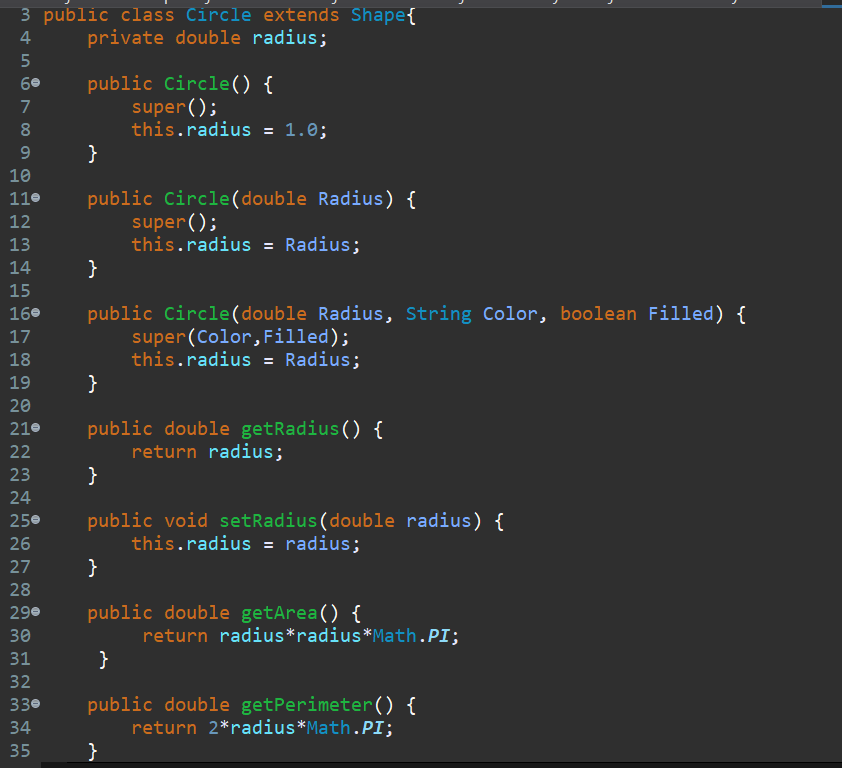 3 public class Circle extends Shape{
4     private double radius;
5
6     public Circle() {
7         super();
8         this.radius = 1.0;
9     }
10
11     public Circle(double Radius) {
12         super();
13         this.radius = Radius;
14     }
15
16     public Circle(double Radius, String Color, boolean Filled) {
17         super(Color,Filled);
18         this.radius = Radius;
19     }
20
21     public double getRadius() {
22         return radius;
23     }
24
25     public void setRadius(double radius) {
26         this.radius = radius;
27     }
28
29     public double getArea() {
30          return radius*radius*Math.PI;
31      }
32
33     public double getPerimeter() {
34         return 2*radius*Math.PI;
35     }